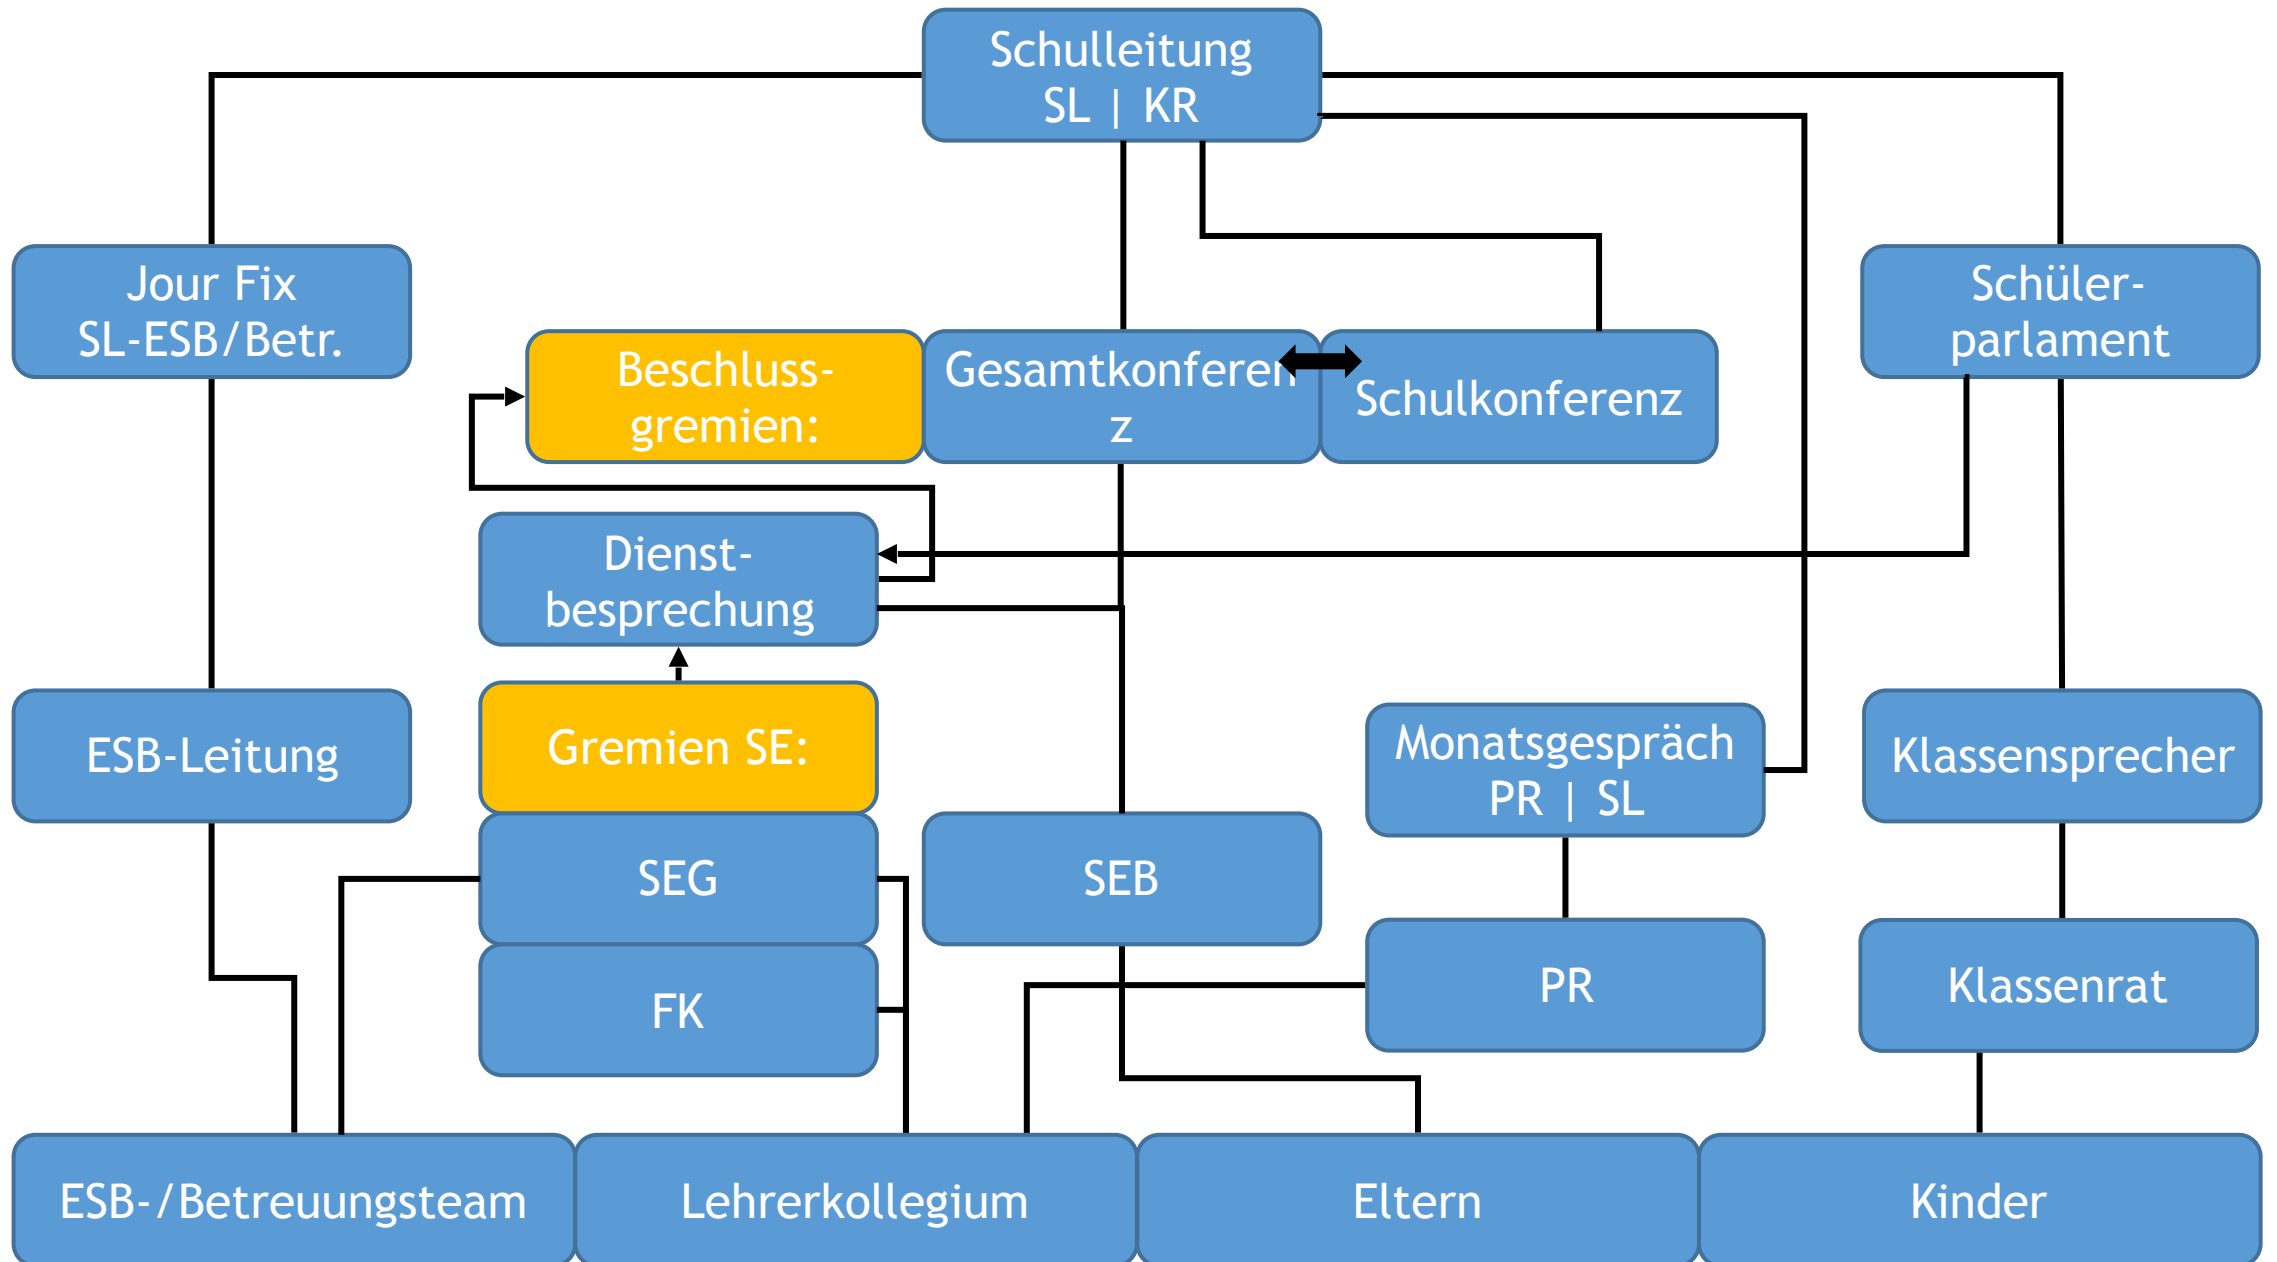 Schulleitung
SL | KR
Jour Fix
SL-ESB/Betr.
Schüler-
parlament
Beschluss-
gremien:
Gesamtkonferen
z
Schulkonferenz
Dienst-
besprechung
ESB-Leitung
Gremien SE:
Monatsgespräch
PR | SL
Klassensprecher
SEG
SEB
FK
PR
Klassenrat
ESB-/Betreuungsteam
Lehrerkollegium
Eltern
Kinder